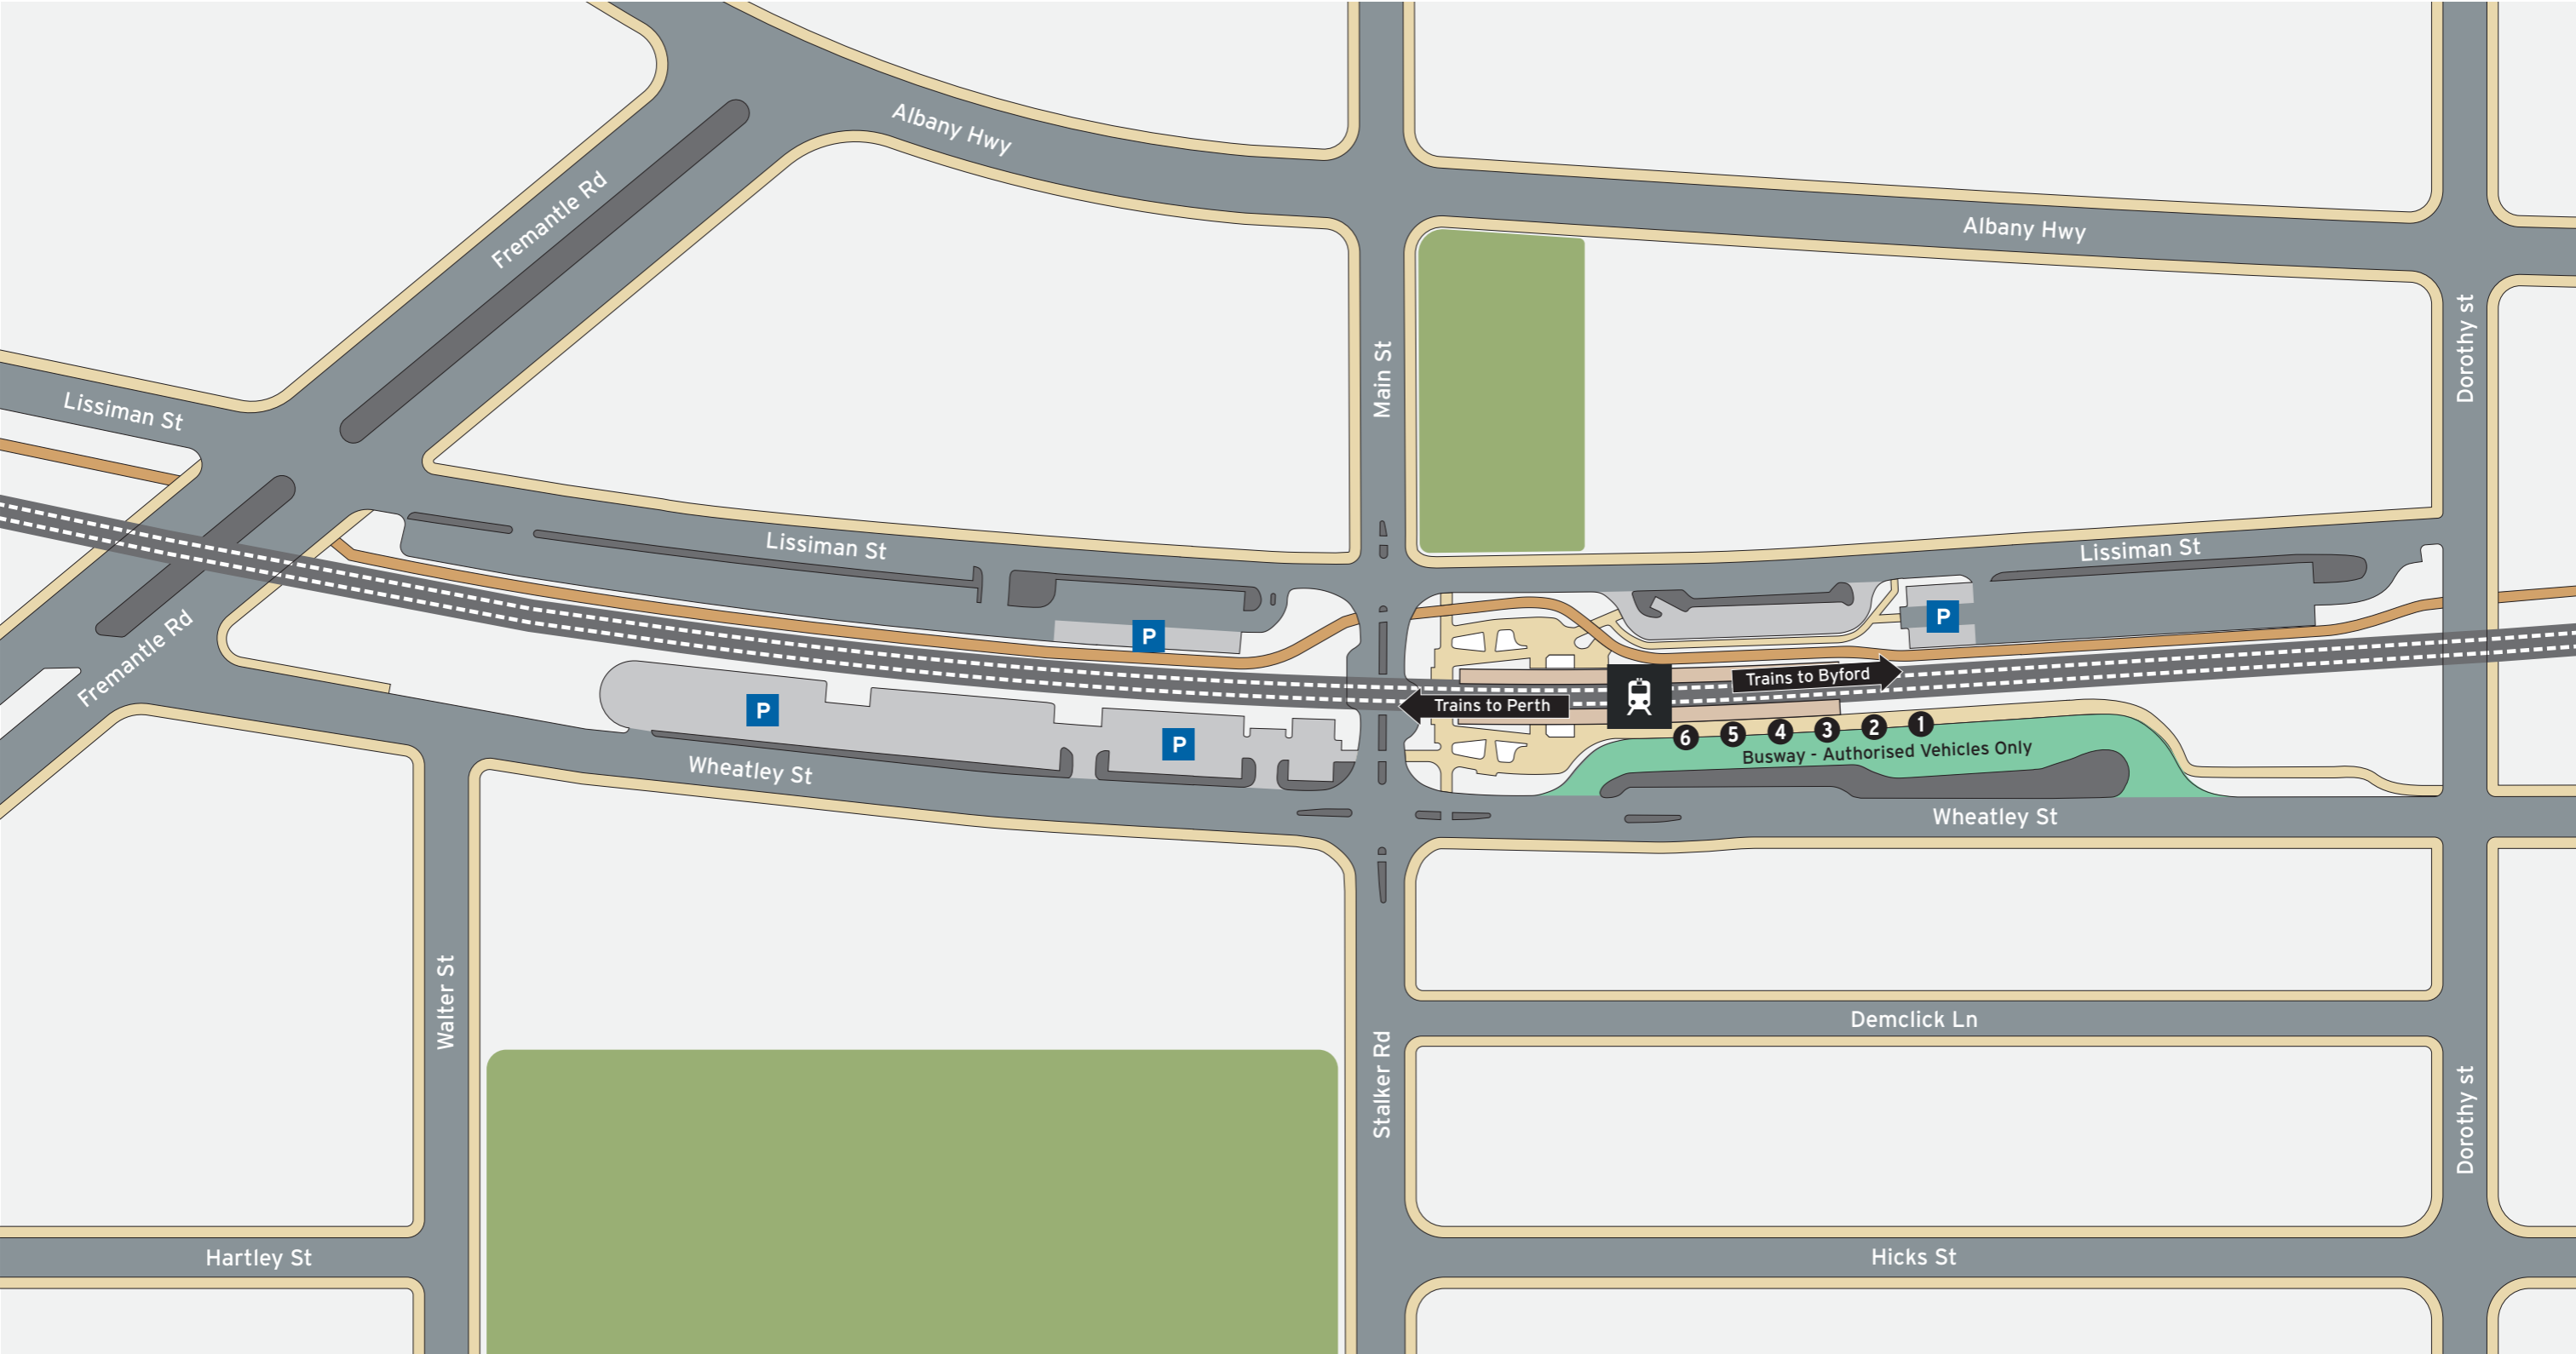 Albany Hwy
Fremantle Rd
Albany Hwy
Main St
Dorothy st
Lissiman St
Lissiman St
Lissiman St
P
P
Trains to Byford
Trains to Perth
Fremantle Rd
P
P
6 5 4 3 2 1
Busway - Authorised Vehicles Only
Wheatley St
Wheatley St
Walter St
Stalker Rd
Demclick Ln
Dorothy st
Hartley St
Hicks St